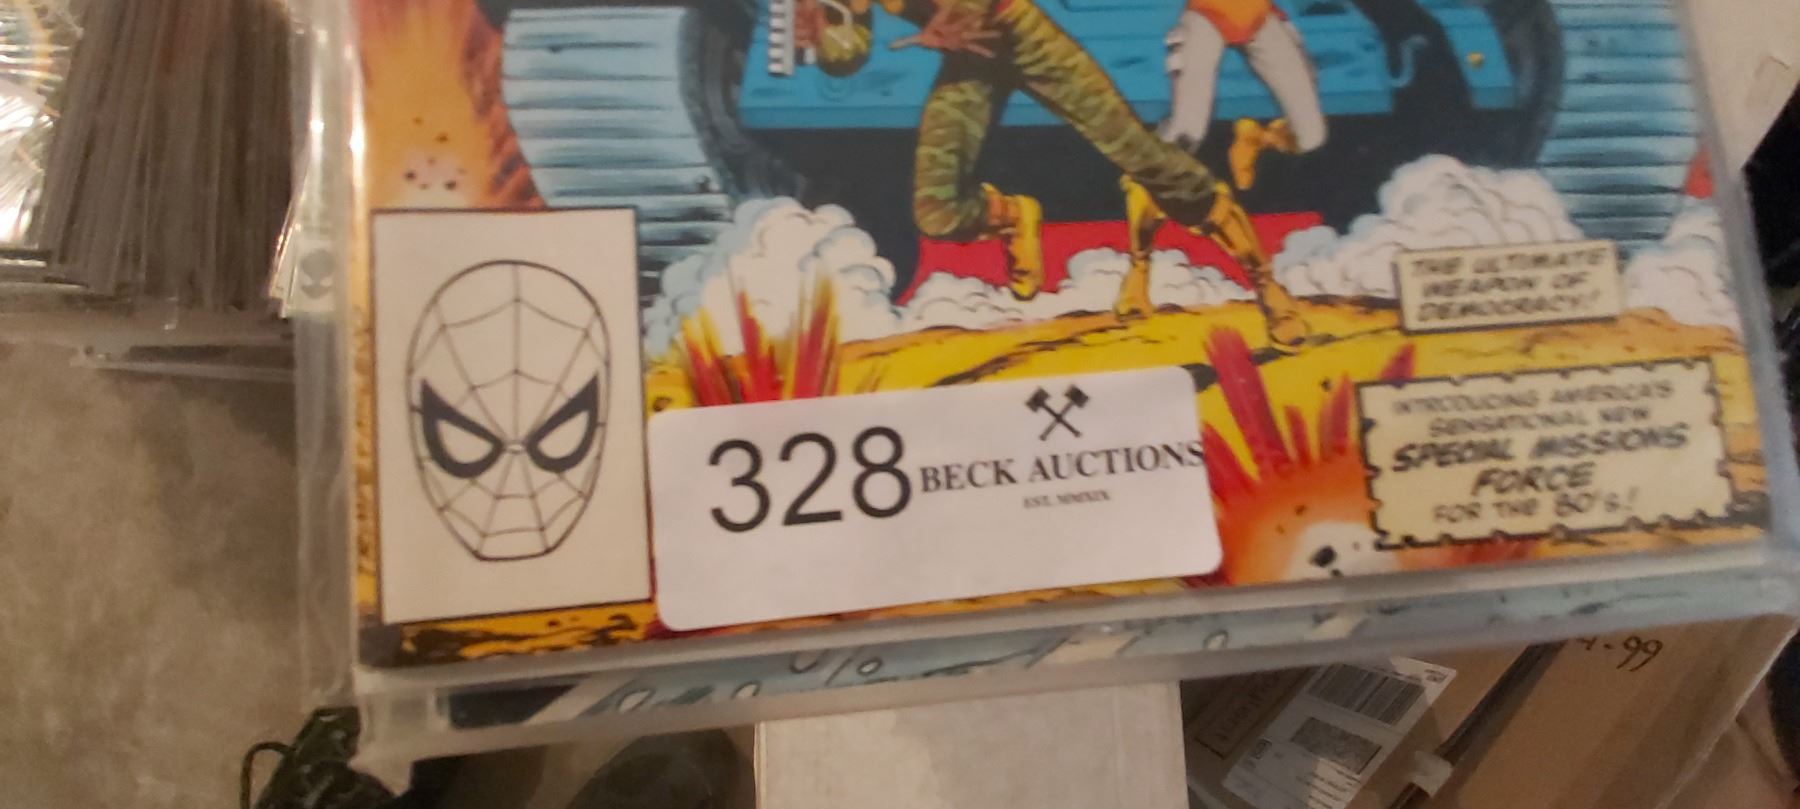 THE ULTIMATE
WEAPON OF
DEMOCRACY!
INTRODUCING AMERICA'S
SENSATIONAL NEW
SPECIAL MISSIONS
FORCE
FOR THE 80's!
328
BECK AUCTIONS
EST. MMXIX